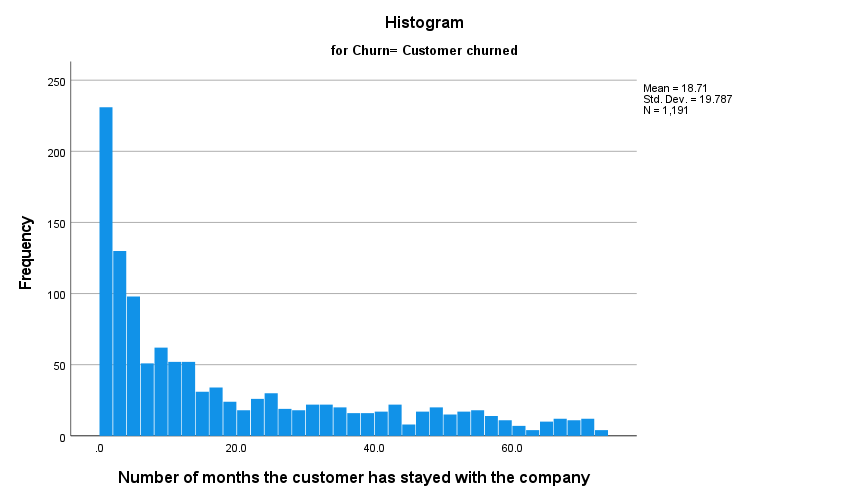 Histogram
for Churn= Customer churned
Mean = 18.71
Std. Dev. = 19.787
N = 1,191
Frequency
250
200
150
100
50
0
.0
20.0
40.0
60.0
Number of months the customer has stayed with the company